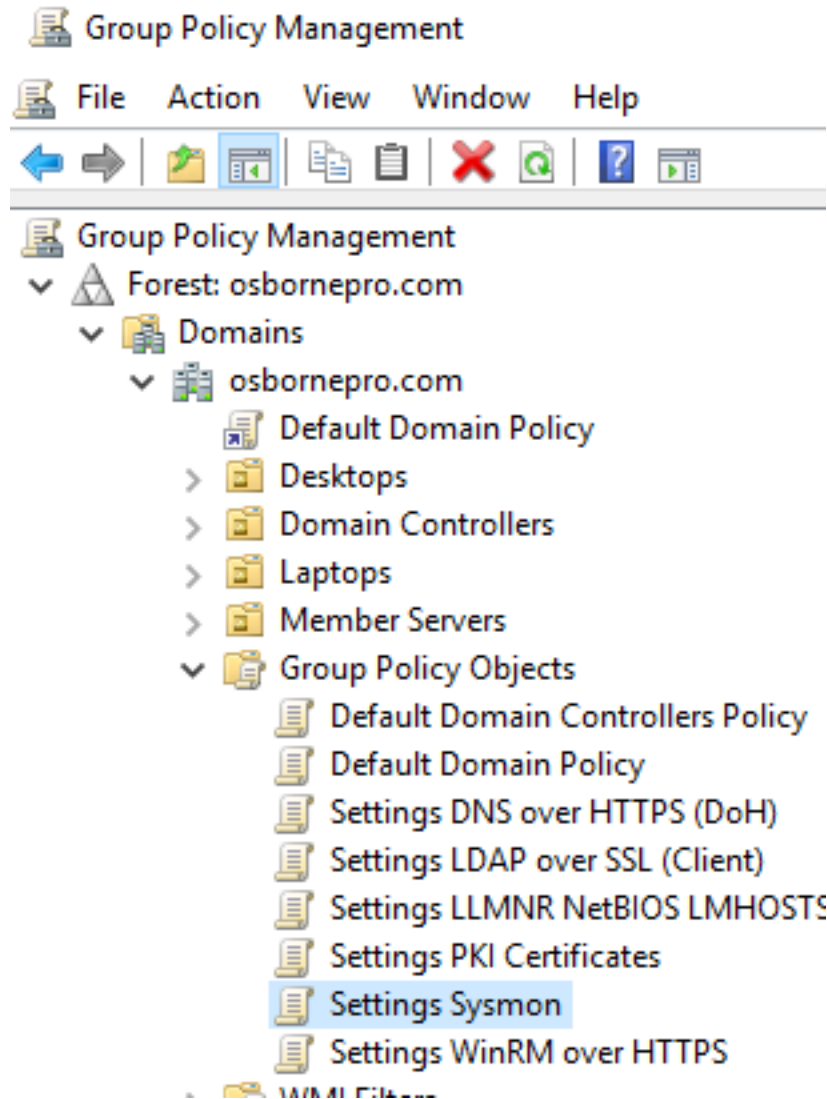 Group Policy Management
File Action View Window Help
Group Policy Management
Forest: osbornepro.com
Domains
osbornepro.com
Default Domain Policy
Desktops
Domain Controllers
Laptops
Member Servers
Group Policy Objects
Default Domain Controllers Policy
Default Domain Policy
Settings DNS over HTTPS (DoH)
Settings LDAP over SSL (Client)
Settings LLMNR NetBIOS LMHOSTS
Settings PKI Certificates
Settings Sysmon
Settings WinRM over HTTPS
WMI Filters